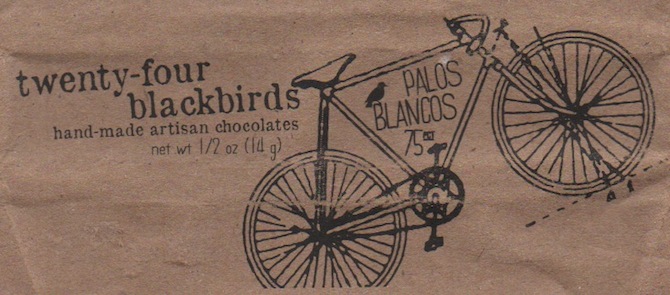 twenty-four
blackbirds
hand-made artisan chocolates
net wt 1/2 oz (14 g)
PALOS
BLANCOS
75%